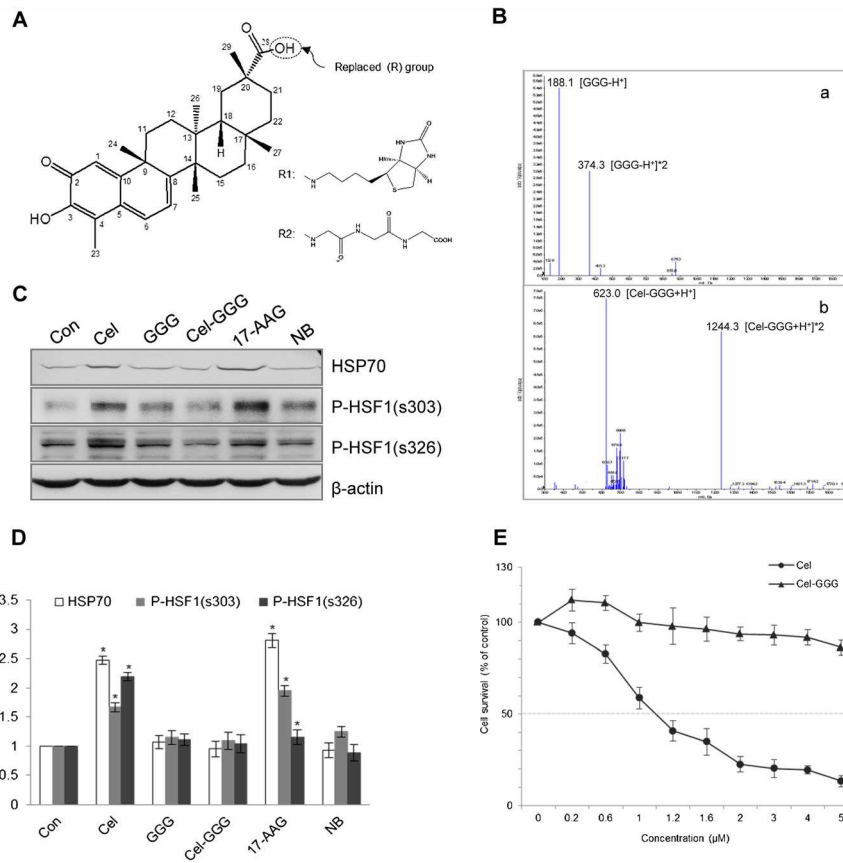 A
O
28
OH
29
Replaced (R) group
19
20
21
26
12
18
22
11
13
17
27
24
H
16
1
14
O
9
15
2
10
8
25
HO
3
5
7
4
6
23
R1:
N
H
O
HN
NH
H
H
S
R2:
N
H
O
H
N
O
N
H
COOH
B
a
188.1 [GGG-H⁺]
374.3 [GGG-H⁺]*2
b
623.0 [Cel-GGG+H⁺]
1244.3 [Cel-GGG+H⁺]*2
C
Con Cel GGG Cel-GGG 17-AAG NB
HSP70
P-HSF1(s303)
P-HSF1(s326)
β-actin
D
HSP70 P-HSF1(s303) P-HSF1(s326)
3.5
3
2.5
2
1.5
1
0.5
0
* * * * * *
Con Cel GGG Cel-GGG 17-AAG NB
E
Cel
Cel-GGG
Cell survival (% of control)
130
100
50
0
0 0.2 0.6 1 1.2 1.6 2 3 4 5
Concentration (μM)